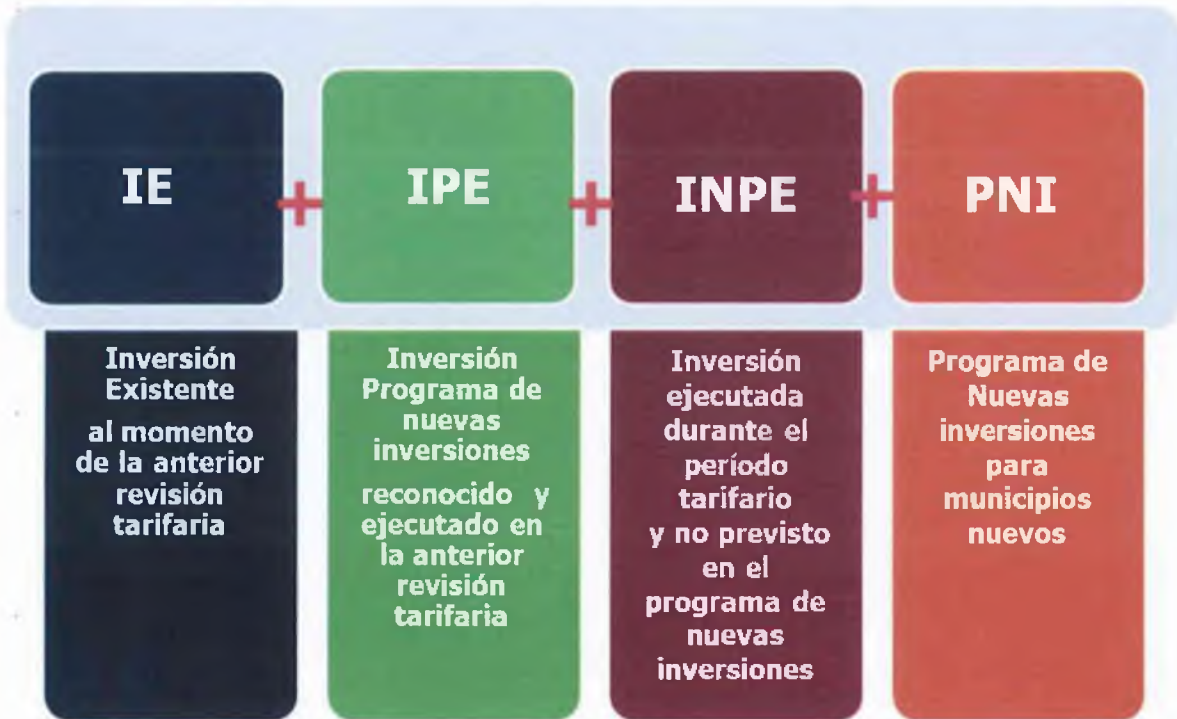 IE
+
IPE
+
INPE
+
PNI
Inversión
Existente
al momento
de la anterior
revisión
tarifaria
Inversión
Programa de
nuevas
inversiones
reconocido y
ejecutado en
la anterior
revisión
tarifaria
Inversión
ejecutada
durante el
período
tarifario
y no previsto
en el
programa de
nuevas
inversiones
Programa de
Nuevas
inversiones
para
municipios
nuevos